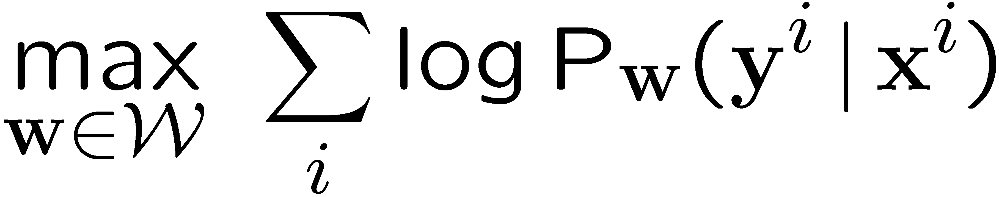 max_{𝐰∈𝒲} ∑_i log P_𝐰(𝐲^i | 𝐱^i)